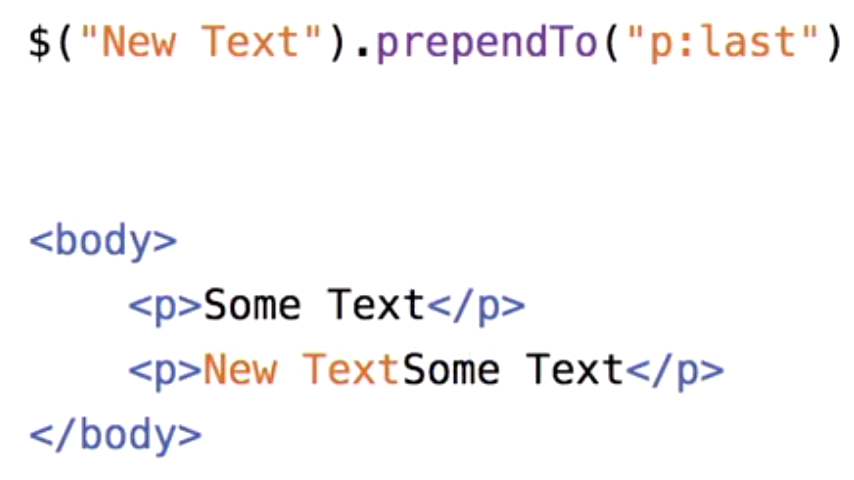 $("New Text").prependTo("p:last")
<body>
<p>Some Text</p>
<p>New TextSome Text</p>
</body>